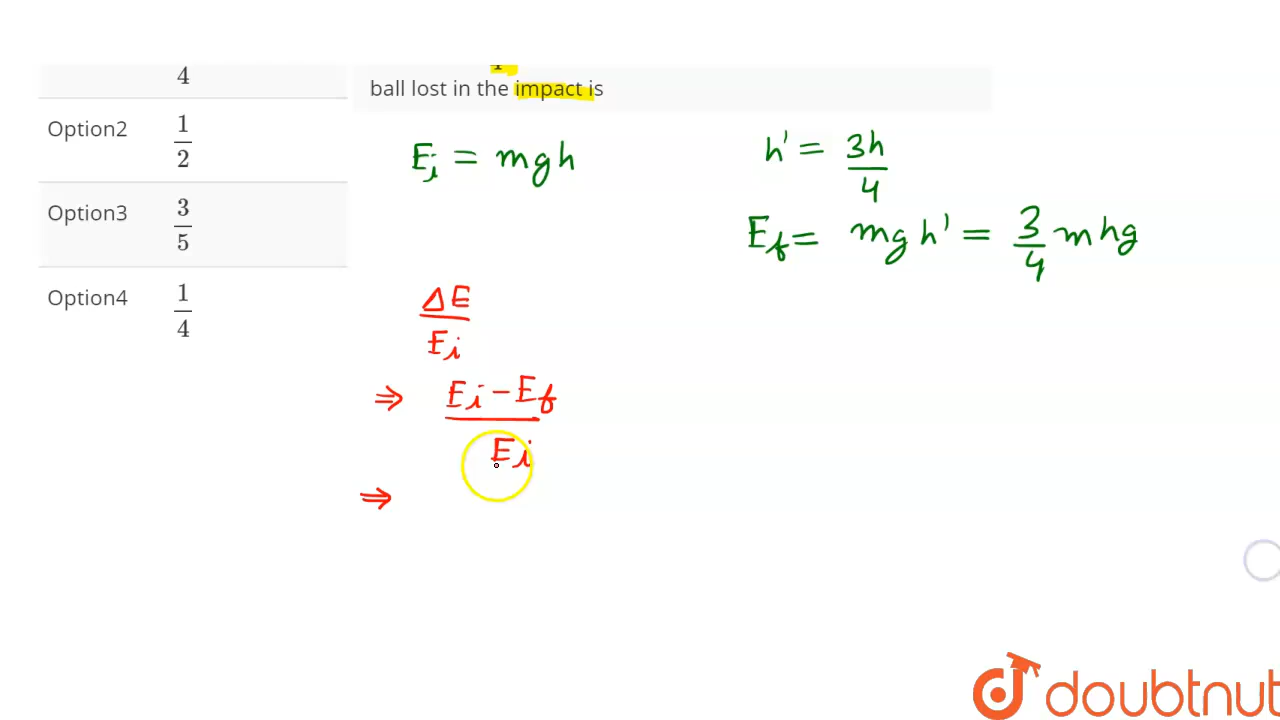 4
ball lost in the impact is
Option2 1/2
Option3 3/5
Option4 1/4
Ei = mgh
h' = 3h/4
Ef = mgh' = 3/4 mhg
ΔE/Ei
⇒ Ei - Ef/Ei
⇒
doubtnut